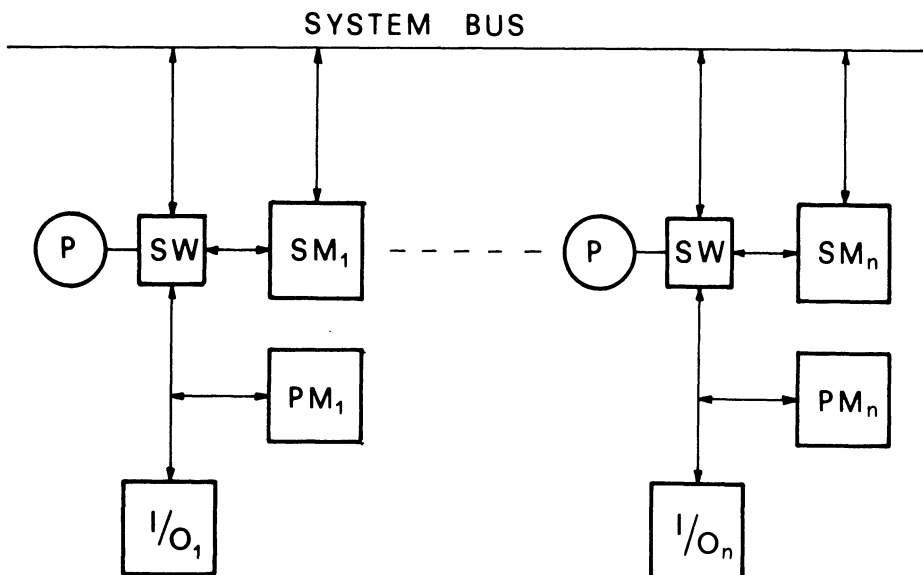 SYSTEM BUS
P SW SM₁ P SW SMₙ
PM₁ PMₙ
I/O₁ I/Oₙ